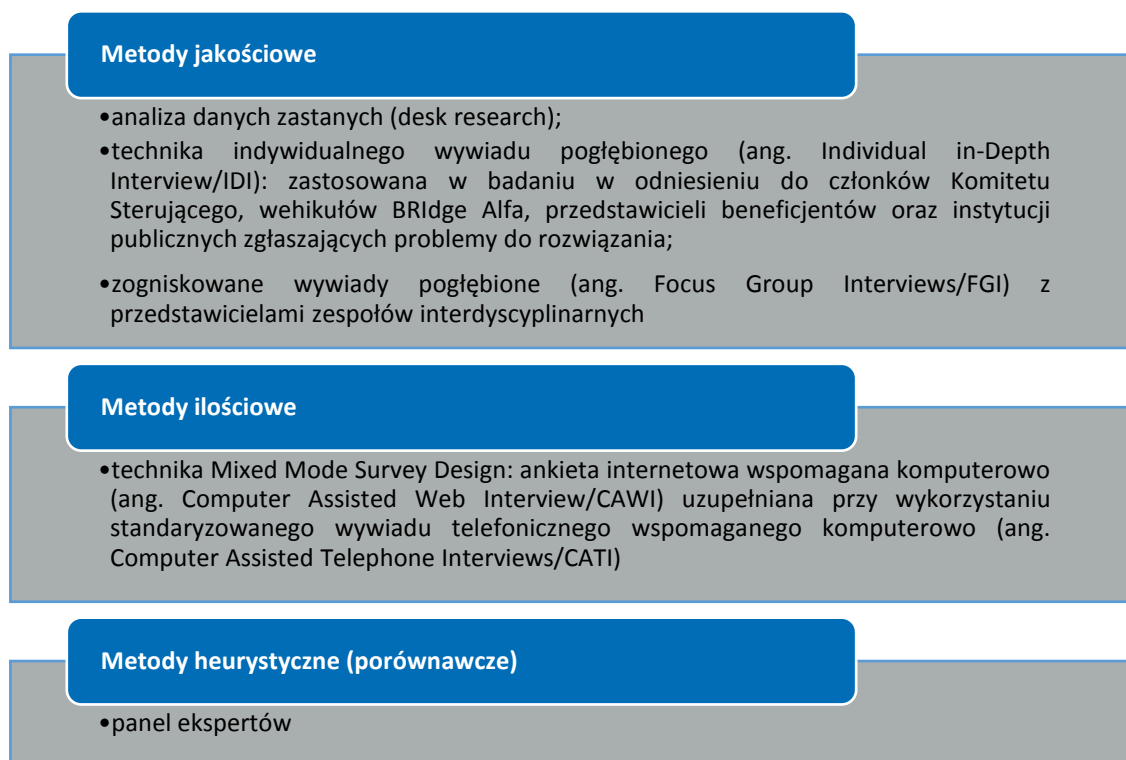 Metody jakościowe
•analiza danych zastanych (desk research);
•technika indywidualnego wywiadu pogłębionego (ang. Individual in-Depth
Interview/IDI): zastosowana w badaniu w odniesieniu do członków Komitetu
Sterującego, wehikułów BRIdge Alfa, przedstawicieli beneficjentów oraz instytucji
publicznych zgłaszających problemy do rozwiązania;
•zogniskowane wywiady pogłębione (ang. Focus Group Interviews/FGI) z
przedstawicielami zespołów interdyscyplinarnych
Metody ilościowe
•technika Mixed Mode Survey Design: ankieta internetowa wspomagana komputerowo
(ang. Computer Assisted Web Interview/CAWI) uzupełniana przy wykorzystaniu
standaryzowanego wywiadu telefonicznego wspomaganego komputerowo (ang.
Computer Assisted Telephone Interviews/CATI)
Metody heurystyczne (porównawcze)
•panel ekspertów